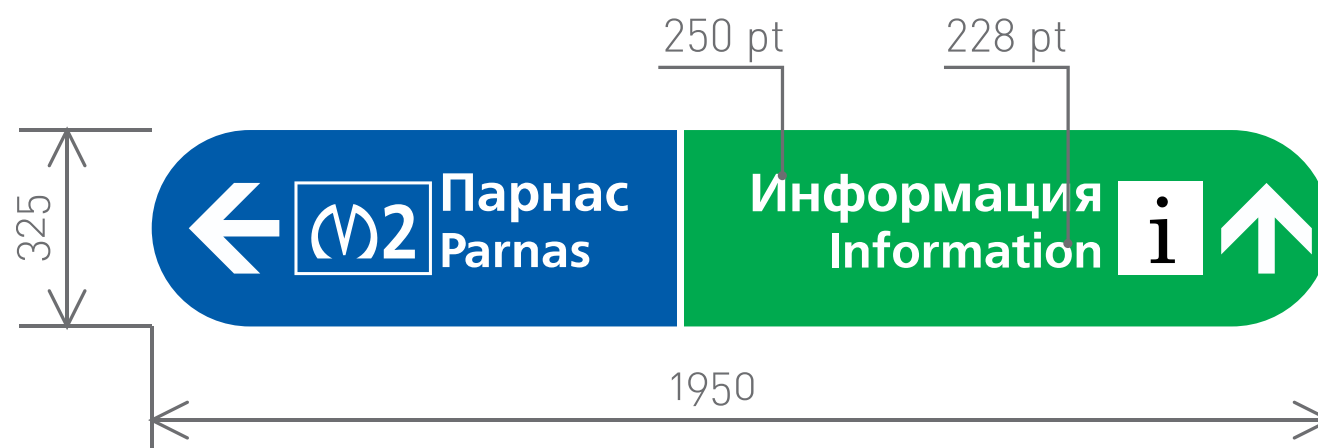 250 pt
228 pt
325
М2
Парнас
Parnas
Информация
Information
i
1950